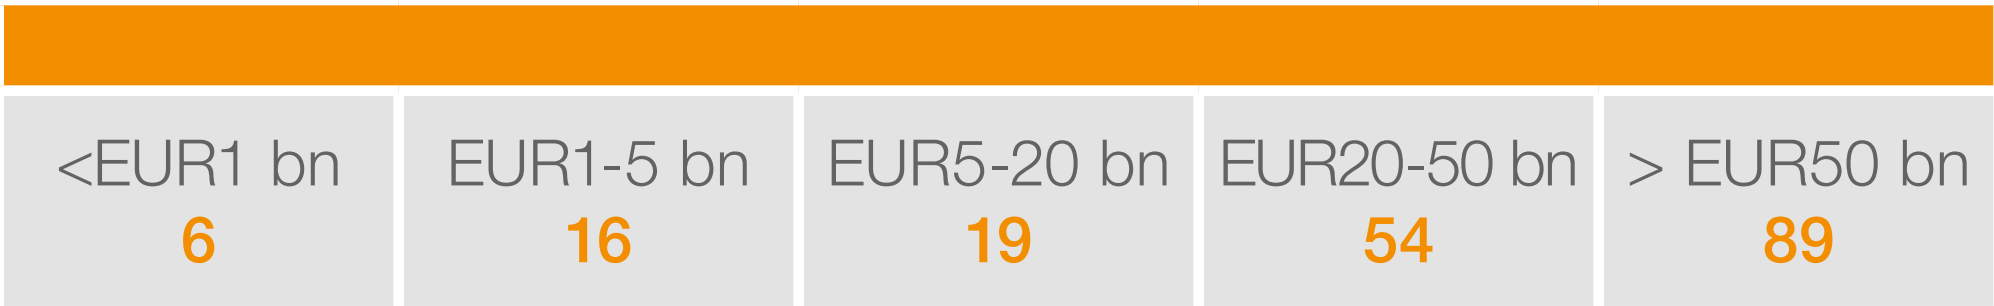 <EUR1 bn EUR1-5 bn EUR5-20 bn EUR20-50 bn > EUR50 bn
6 16 19 54 89